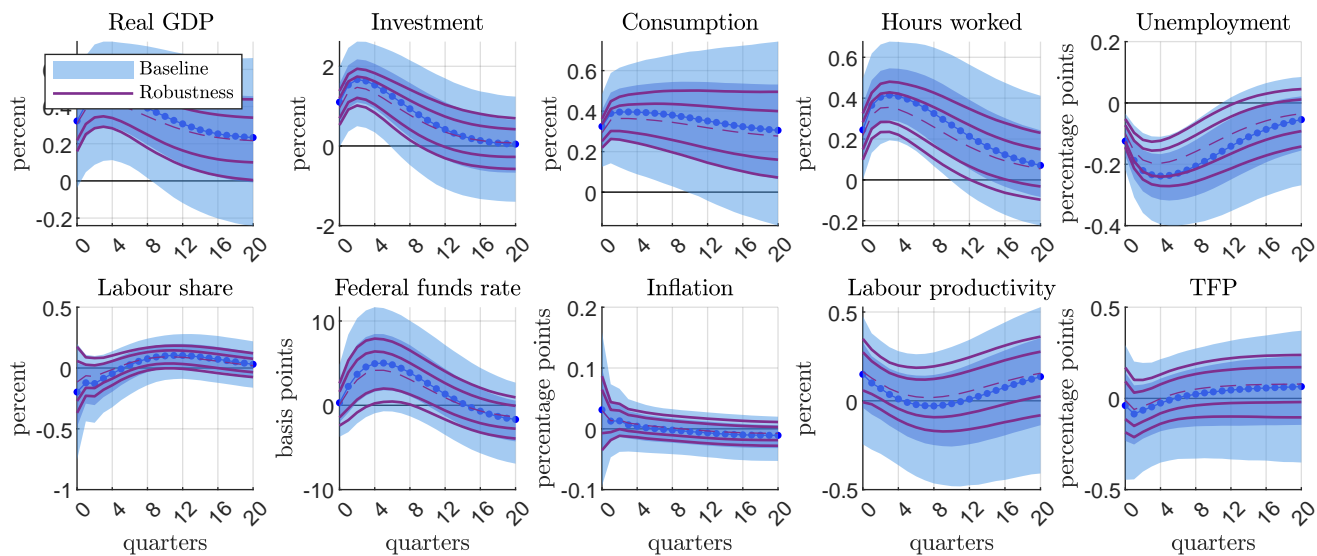 Real GDP
Investment
Consumption
Hours worked
Unemployment
Baseline
Robustness
percent
0.4
0.2
0
-0.2
0 4 8 12 16 20
percent
2
0
-2
0 4 8 12 16 20
percent
0.6
0.4
0.2
0
0 4 8 12 16 20
percent
0.6
0.4
0.2
0
-0.2
0 4 8 12 16 20
percentage points
0.2
0
-0.2
-0.4
0 4 8 12 16 20
Labour share
Federal funds rate
Inflation
Labour productivity
TFP
percent
0.5
0
-0.5
-1
0 4 8 12 16 20
quarters
basis points
10
0
-10
0 4 8 12 16 20
quarters
percentage points
0.2
0.1
0
-0.1
0 4 8 12 16 20
quarters
percent
0.5
0
-0.5
0 4 8 12 16 20
quarters
percentage points
0.5
0
-0.5
0 4 8 12 16 20
quarters